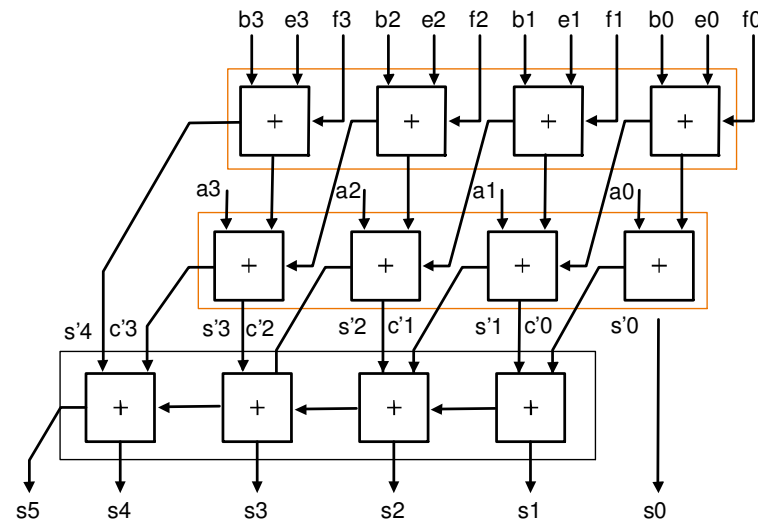 b3 e3 f3 b2 e2 f2 b1 e1 f1 b0 e0 f0
+ + + +
a3 a2 a1 a0
+ + + +
s'4 c'3 s'3 c'2 s'2 c'1 s'1 c'0 s'0
+ + + +
s5 s4 s3 s2 s1 s0